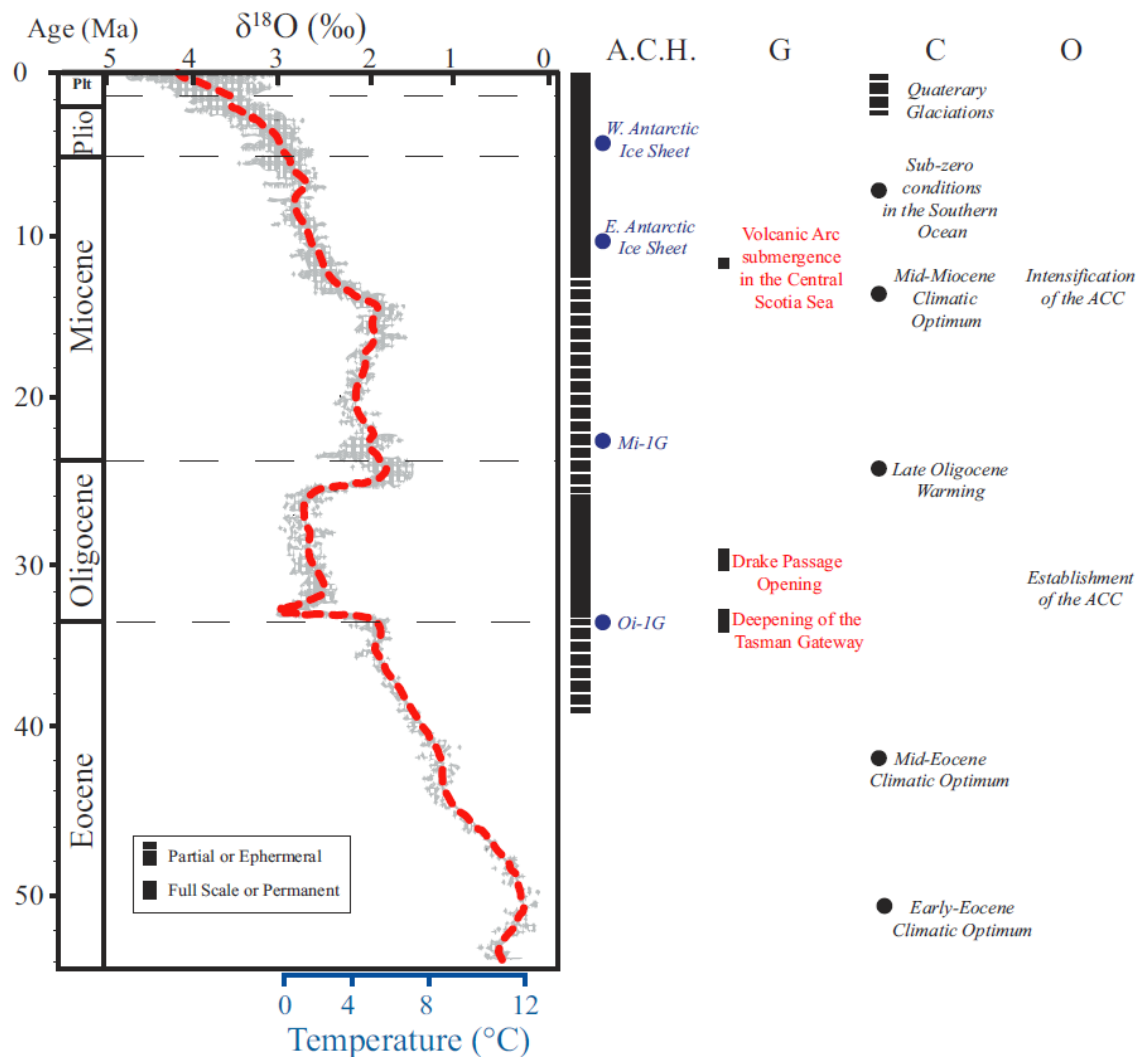 Age (Ma)
δ18O (‰)
A.C.H.
G
C
O
5
4
3
2
1
0
0
10
20
30
40
50
Plt
Plio
Miocene
Oligocene
Eocene
Quaterary
Glaciations
W. Antarctic
Ice Sheet
Sub-zero
conditions
in the Southern
Ocean
E. Antarctic
Ice Sheet
Volcanic Arc
submergence
in the Central
Scotia Sea
Mid-Miocene
Climatic
Optimum
Intensification
of the ACC
Mi-1G
Late Oligocene
Warming
Drake Passage
Opening
Establishment
of the ACC
Oi-1G
Deepening of the
Tasman Gateway
Mid-Eocene
Climatic Optimum
Early-Eocene
Climatic Optimum
Partial or Ephermeral
Full Scale or Permanent
0
4
8
12
Temperature (°C)